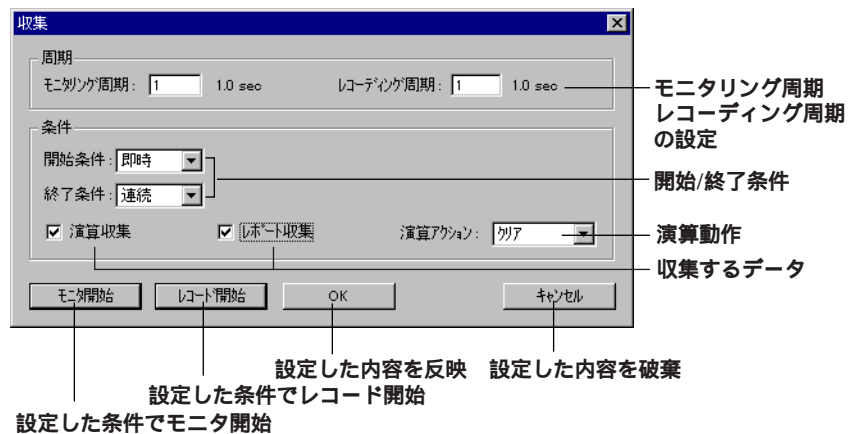 収集
周期
モニタリング周期: 1 1.0 sec レコーディング周期: 1 1.0 sec
モニタリング周期
レコーディング周期
の設定
条件
開始条件: 即時
終了条件: 連続
開始/終了条件
演算収集 レポート収集 演算アクション: クリア
演算動作
収集するデータ
モニタ開始 レコード開始 OK キャンセル
設定した内容を反映 設定した内容を破棄
設定した条件でレコード開始
設定した条件でモニタ開始